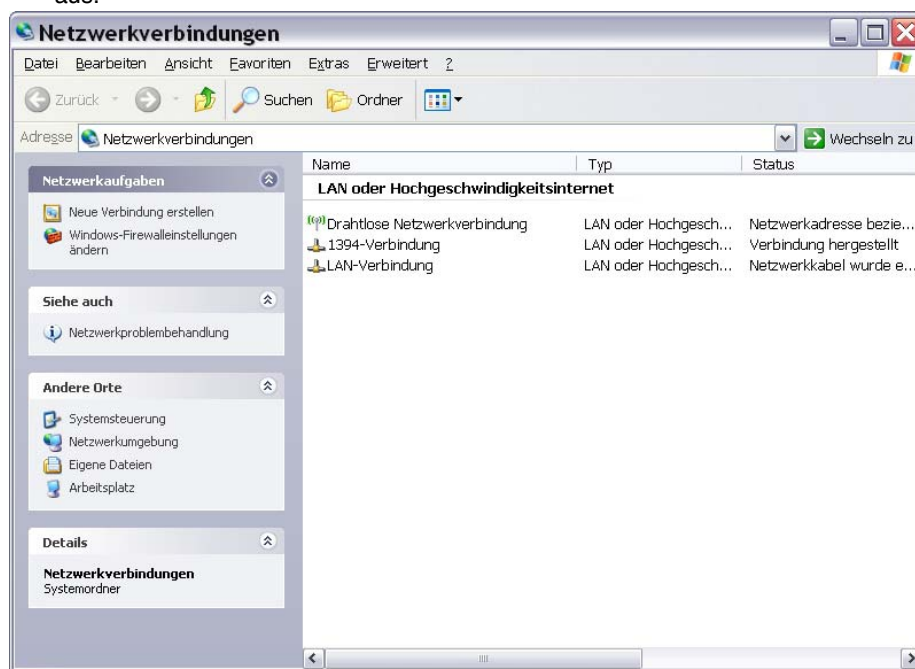 aus.
Netzwerkverbindungen
Datei Bearbeiten Ansicht Favoriten Extras Erweitert ?
Zurück Suchen Ordner
Adresse Netzwerkverbindungen Wechseln zu
Netzwerkaufgaben
Neue Verbindung erstellen
Windows-Firewalleinstellungen
ändern
Siehe auch
Netzwerkproblembehandlung
Andere Orte
Systemsteuerung
Netzwerkumgebung
Eigene Dateien
Arbeitsplatz
Details
Netzwerkverbindungen
Systemordner
Name Typ Status
LAN oder Hochgeschwindigkeitsinternet
Drahtlose Netzwerkverbindung LAN oder Hochgesch... Netzwerkadresse bezie...
1394-Verbindung LAN oder Hochgesch... Verbindung hergestellt
LAN-Verbindung LAN oder Hochgesch... Netzwerkkabel wurde e...